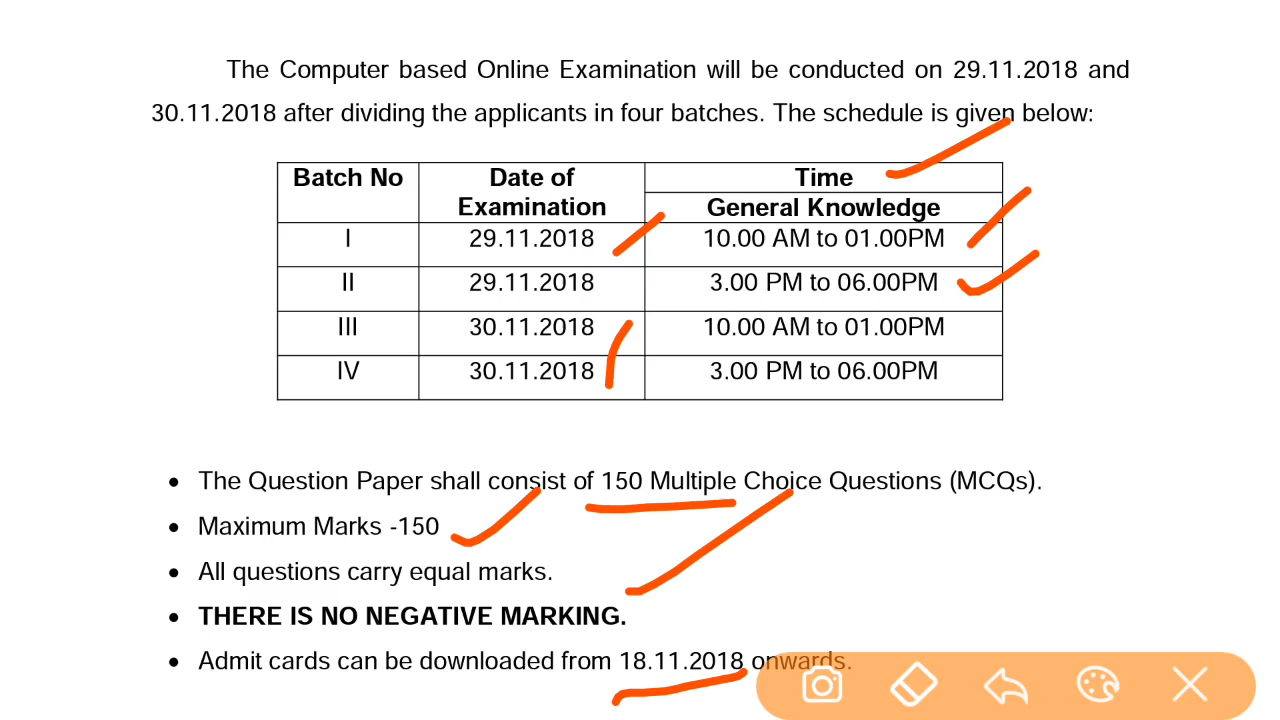 The Computer based Online Examination will be conducted on 29.11.2018 and
30.11.2018 after dividing the applicants in four batches. The schedule is given below:
Batch No Date of Examination Time
General Knowledge
I 29.11.2018 10.00 AM to 01.00PM
II 29.11.2018 3.00 PM to 06.00PM
III 30.11.2018 10.00 AM to 01.00PM
IV 30.11.2018 3.00 PM to 06.00PM
• The Question Paper shall consist of 150 Multiple Choice Questions (MCQs).
• Maximum Marks -150
• All questions carry equal marks.
• THERE IS NO NEGATIVE MARKING.
• Admit cards can be downloaded from 18.11.2018 onwards.